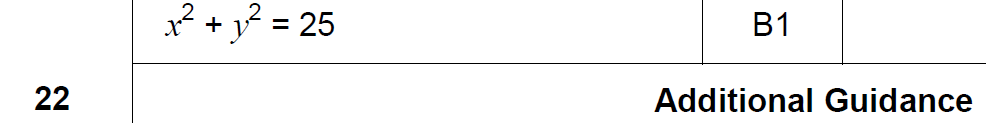 x² + y² = 25 B1
22 Additional Guidance